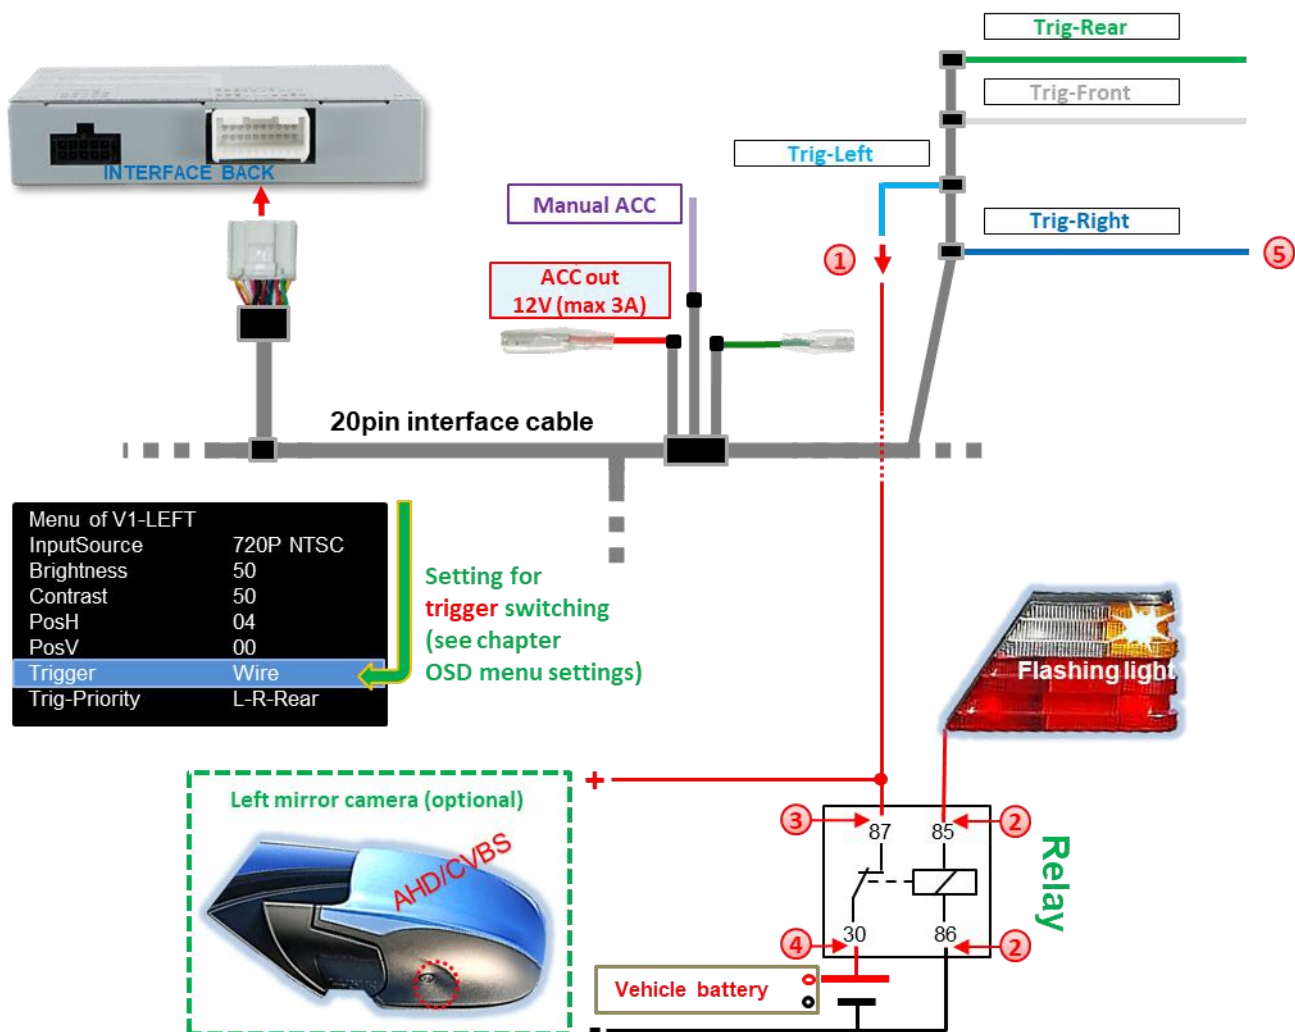 Trig-Rear
Trig-Front
Trig-Left
INTERFACE BACK
Manual ACC
Trig-Right
1
5
ACC out
12V (max 3A)
20pin interface cable
Menu of V1-LEFT
InputSource 720P NTSC
Brightness 50
Contrast 50
PosH 04
PosV 00
Trigger Wire
Trig-Priority L-R-Rear
Setting for
trigger switching
(see chapter
OSD menu settings)
Flashing light
+
Left mirror camera (optional)
AHD/CVBS
3
87
85
2
Relay
4
30
86
2
Vehicle battery
-